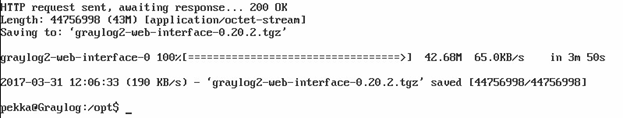 HTTP request sent, awaiting response... 200 OK
Length: 44756998 (43M) [application/octet-stream]
Saving to: ‘graylog2-web-interface-0.20.2.tgz’
graylog2-web-interface-0 100%[================================>] 42.68M 65.0KB/s in 3m 50s
2017-03-31 12:06:33 (190 KB/s) - ‘graylog2-web-interface-0.20.2.tgz’ saved [44756998/44756998]
pekka@Graylog:/opt$ _